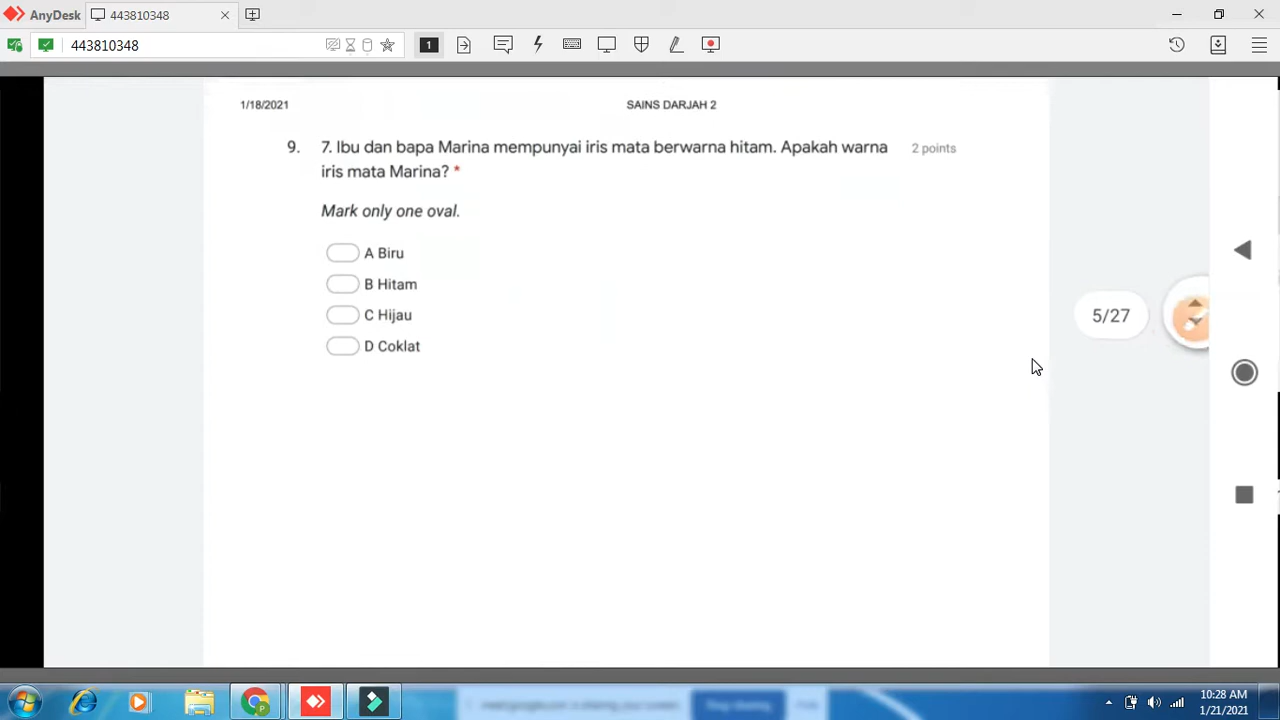 AnyDesk
443810348
443810348
1
1/18/2021
SAINS DARJAH 2
9. 7. Ibu dan bapa Marina mempunyai iris mata berwarna hitam. Apakah warna 2 points
iris mata Marina? *
Mark only one oval.
A Biru
B Hitam
C Hijau
D Coklat
5/27
10:28 AM
1/21/2021